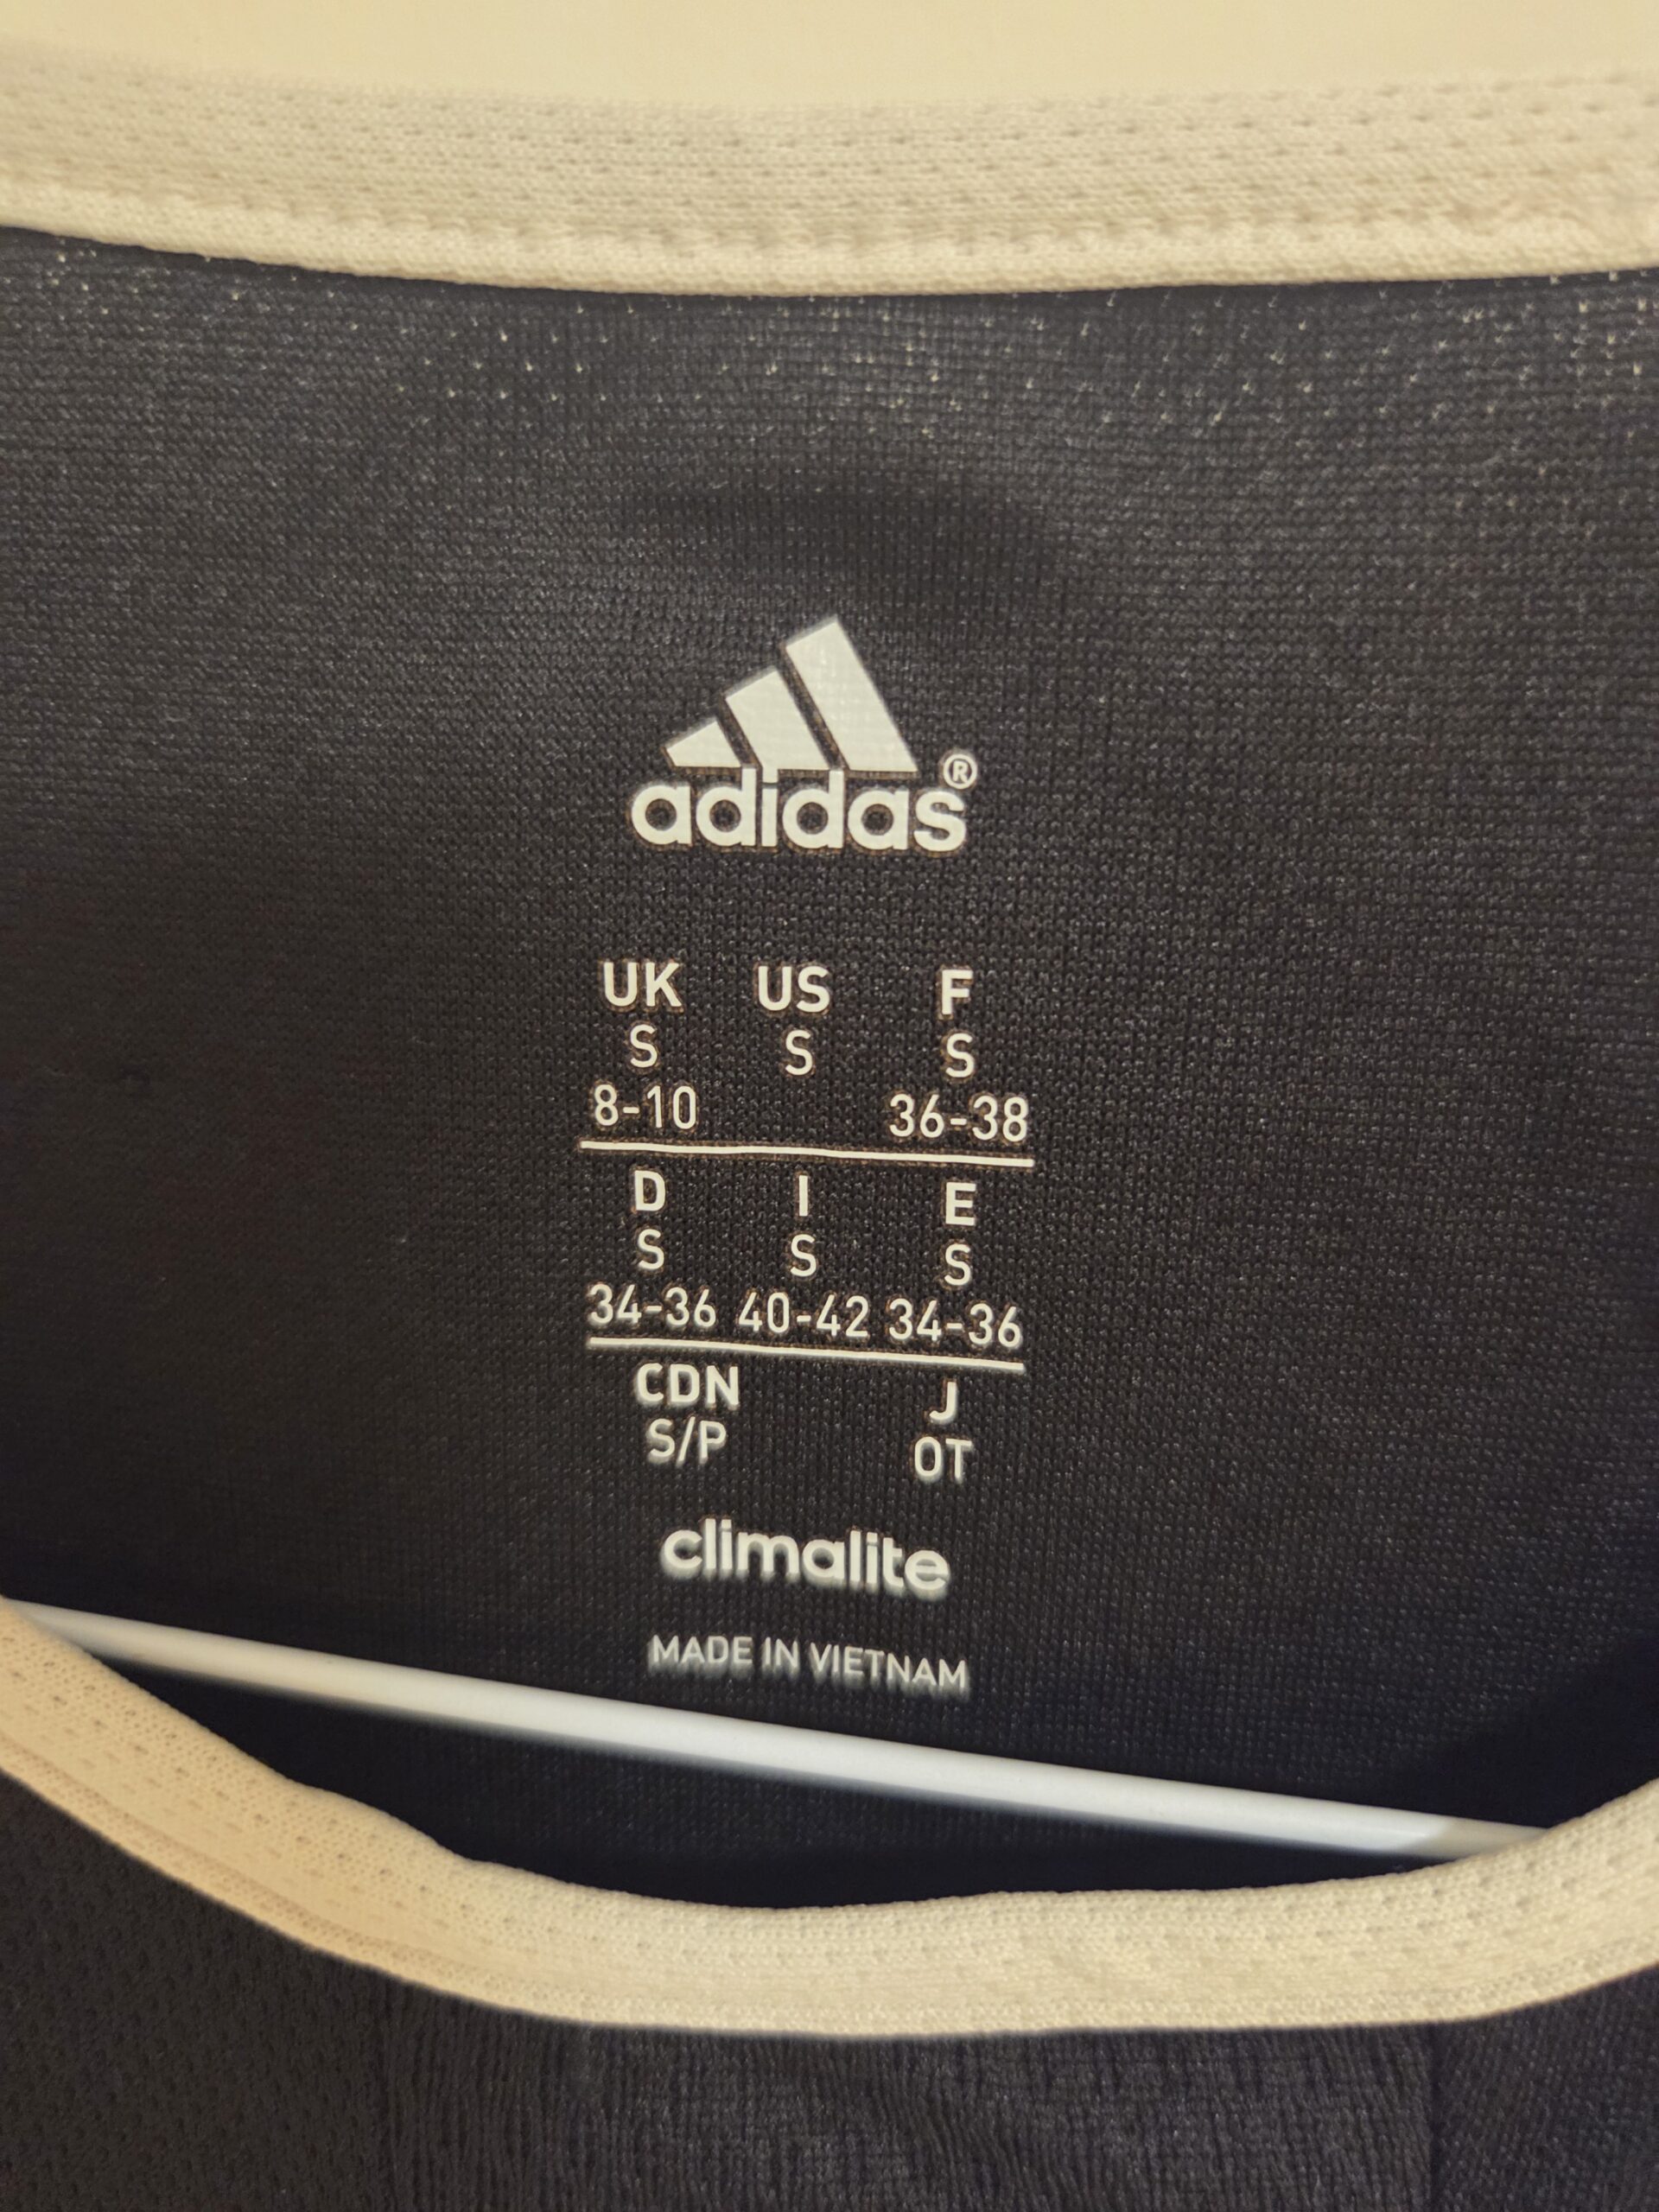 adidas®
UK US F
S S S
8-10 36-38
D I E
S S S
34-36 40-42 34-36
CDN J
S/P OT
climalite
MADE IN VIETNAM